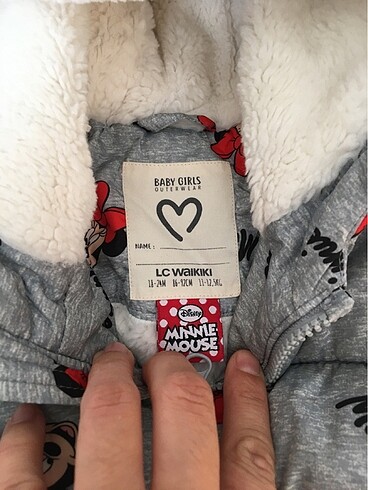 BABY GIRLS
OUTERWEAR
NAME :
LC WAIKIKI
18-24M 86-92CM 11-12,5KG
Disney
MINNIE
MOUSE